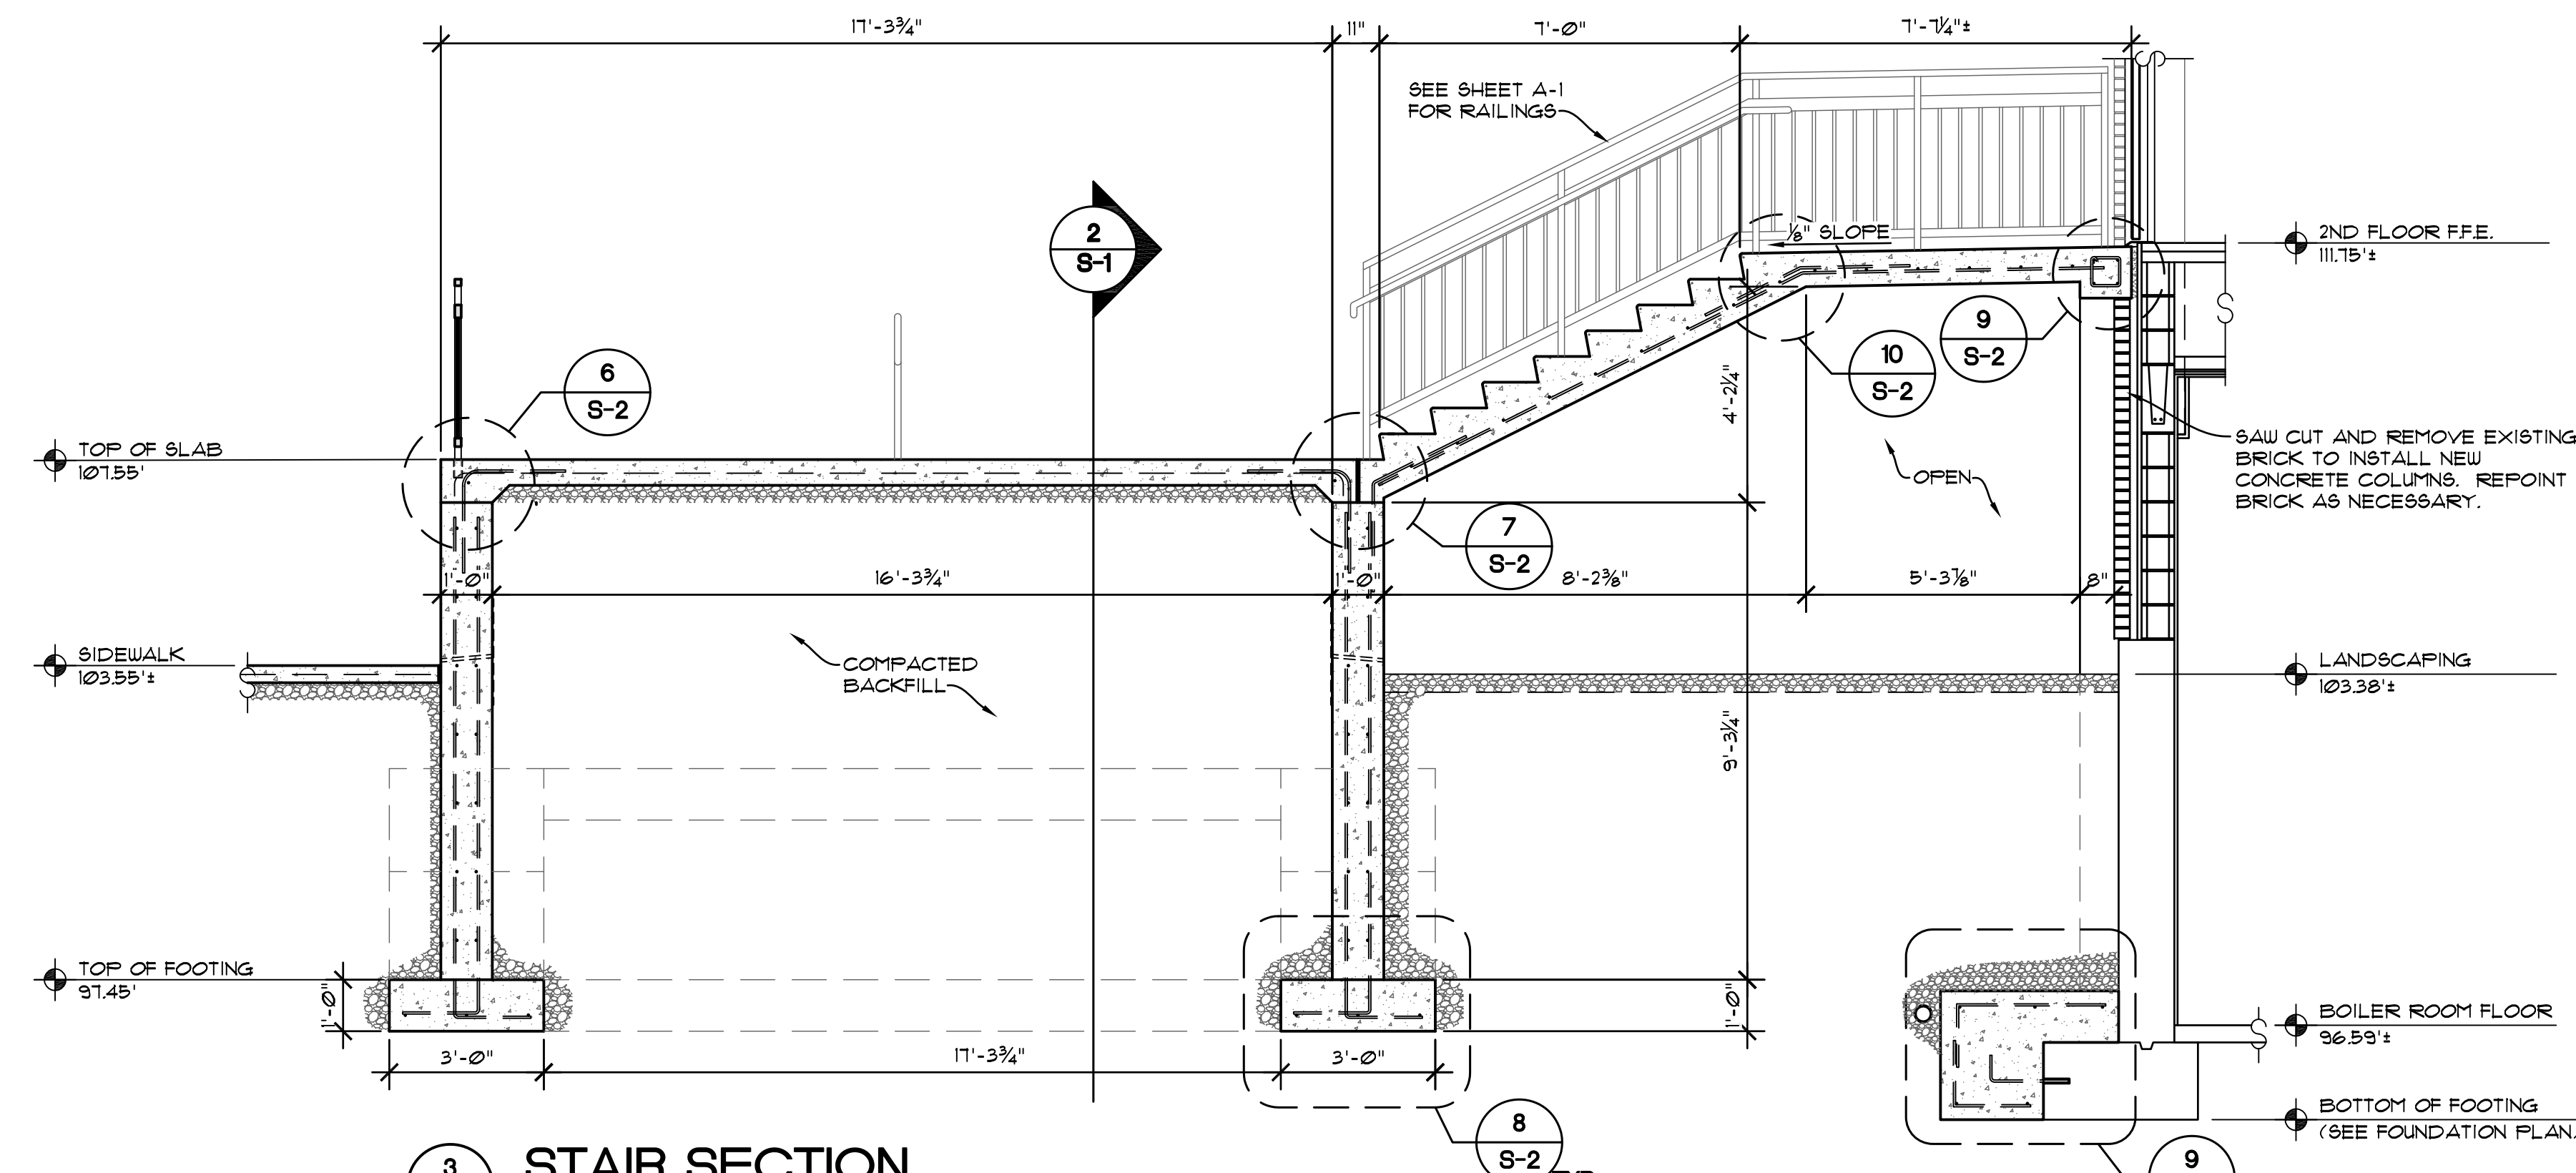 17'-3¾"
11"
7'-0"
7'-7¼"±
SEE SHEET A-1
FOR RAILINGS
2
S-1
⅛" SLOPE
2ND FLOOR F.F.E.
111.75'±
6
S-2
9
S-2
10
S-2
4'-2¼"
TOP OF SLAB
107.55'
SAW CUT AND REMOVE EXISTING
BRICK TO INSTALL NEW
CONCRETE COLUMNS. REPOINT
BRICK AS NECESSARY.
OPEN
7
S-2
1'-0"
16'-3¾"
1'-0"
8'-2⅜"
5'-3⅞"
8"
SIDEWALK
103.55'±
COMPACTED
BACKFILL
LANDSCAPING
103.38'±
9'-3¼"
TOP OF FOOTING
97.45'
1'-0"
1'-0"
BOILER ROOM FLOOR
96.59'±
3'-0"
17'-3¾"
3'-0"
BOTTOM OF FOOTING
(SEE FOUNDATION PLAN
8
S-2
3
STAIR SECTION
9